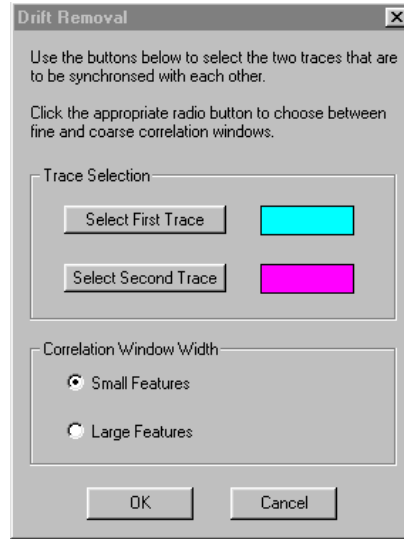 Drift Removal
Use the buttons below to select the two traces that are
to be synchronsed with each other.
Click the appropriate radio button to choose between
fine and coarse correlation windows.
Trace Selection
Select First Trace
Select Second Trace
Correlation Window Width
Small Features
Large Features
OK
Cancel